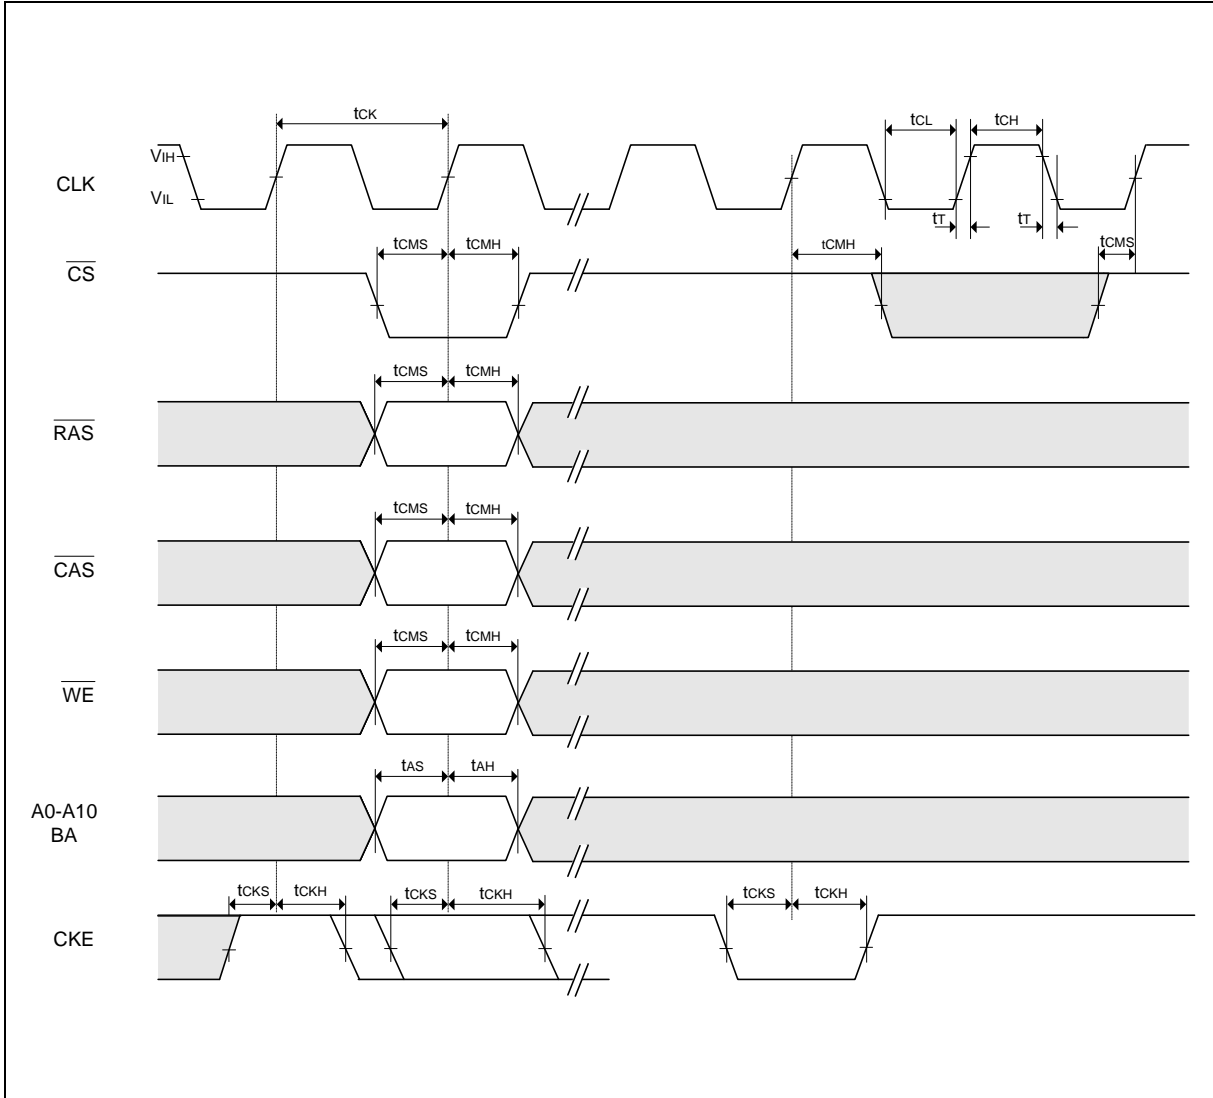 tCK
tCL tCH
VIH
CLK
VIL
tT tT
tCMS tCMH tCMH tCMS
CS
tCMS tCMH
RAS
tCMS tCMH
CAS
tCMS tCMH
WE
tAS tAH
A0-A10
BA
tCKS tCKH tCKS tCKH tCKS tCKH
CKE